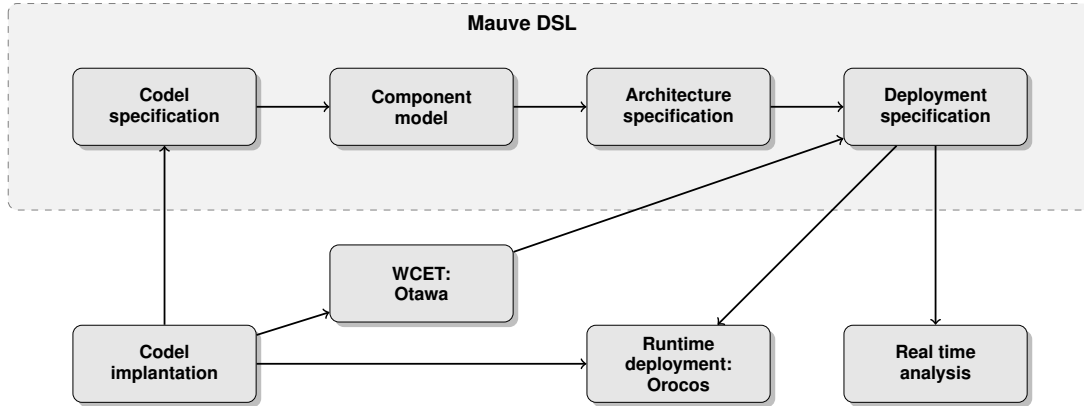 Mauve DSL
Codel
specification
Component
model
Architecture
specification
Deployment
specification
WCET:
Otawa
Codel
implantation
Runtime
deployment:
Orocos
Real time
analysis